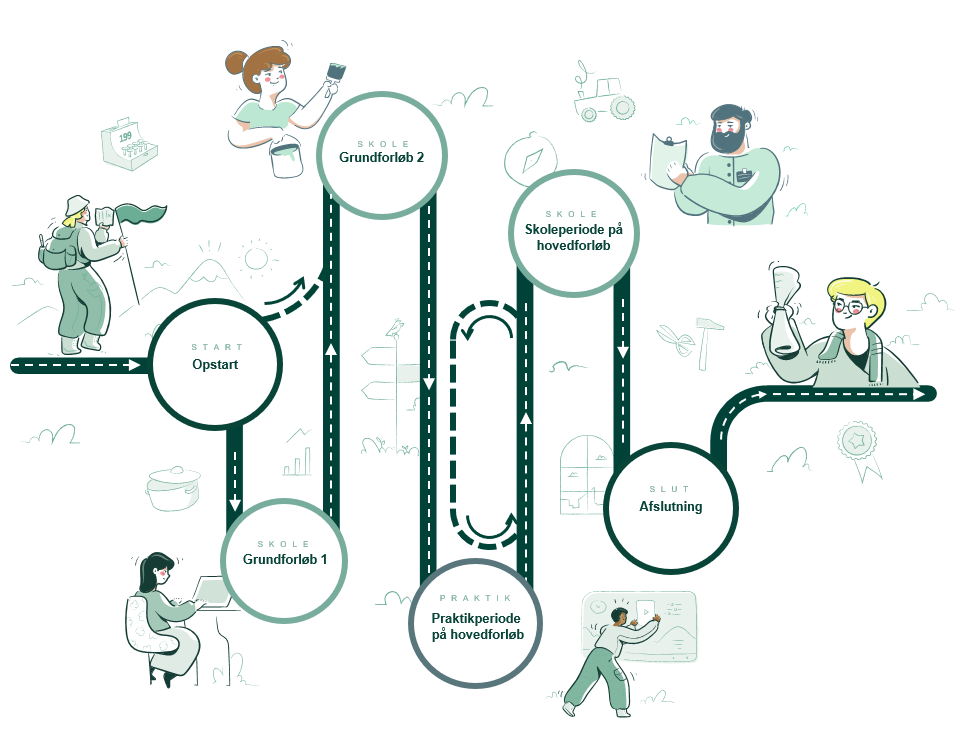 START
Opstart
SKOLE
Grundforløb 1
SKOLE
Grundforløb 2
PRAKTIK
Praktikperiode
på hovedforløb
SKOLE
Skoleperiode på
hovedforløb
SLUT
Afslutning
199